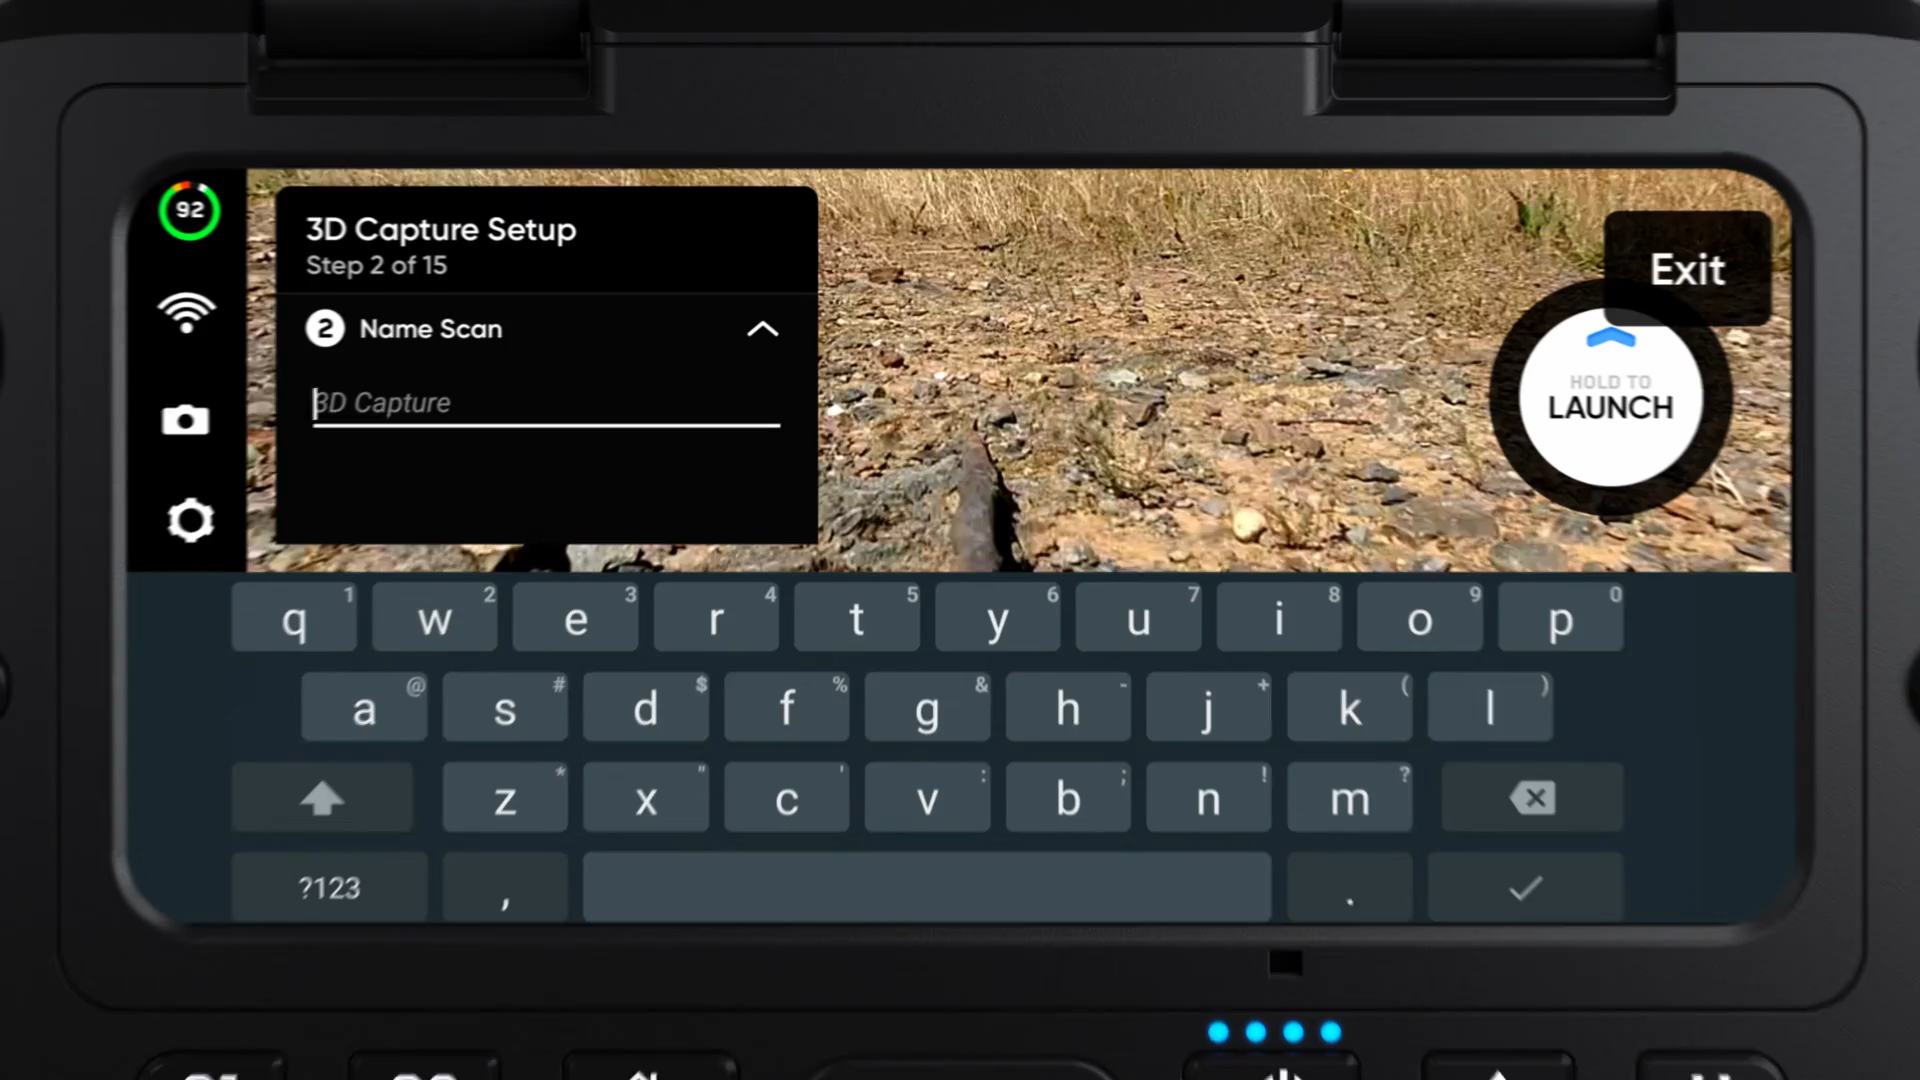 92
3D Capture Setup
Step 2 of 15
2 Name Scan
3D Capture
Exit
HOLD TO
LAUNCH
q 1 w 2 e 3 r 4 t 5 y 6 u 7 i 8 o 9 p 0
a @ s # d $ f % g & h - j + k ( l )
z * x " c ' v : b ; n ! m ?
?123 , .